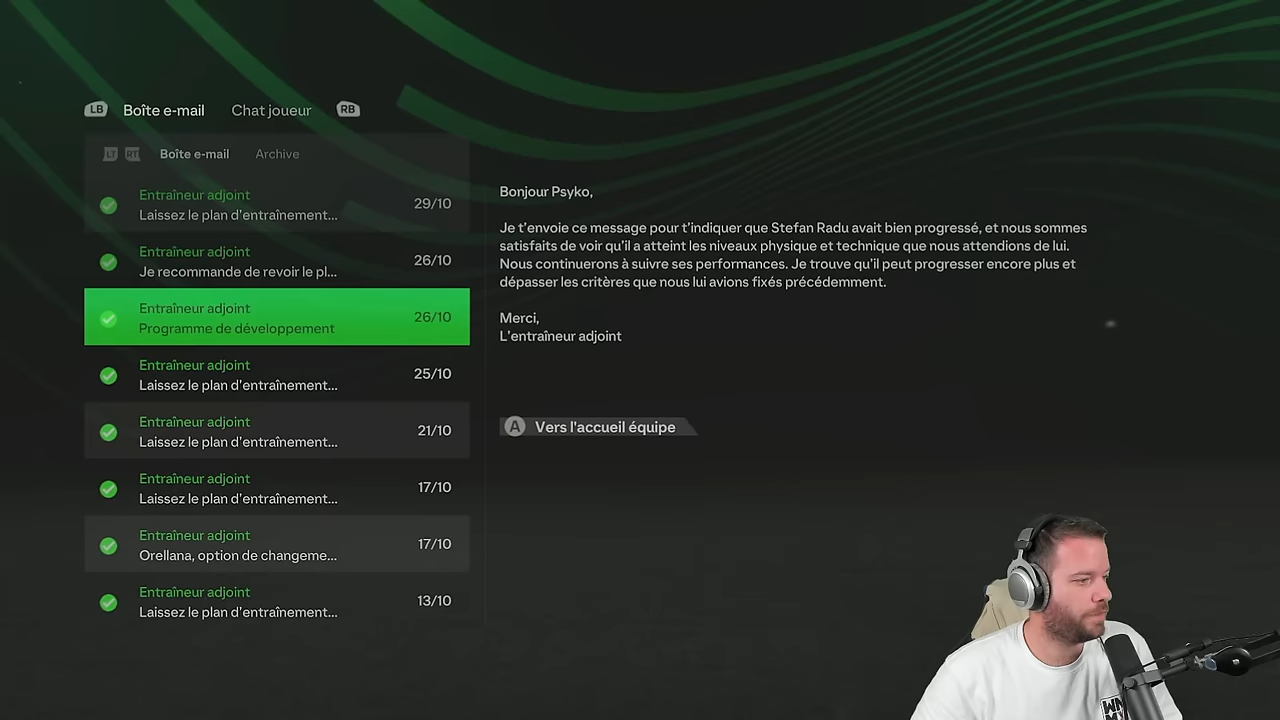 LB Boîte e-mail Chat joueur RB
LT RT Boîte e-mail Archive
Entraîneur adjoint
Laissez le plan d'entraînement...
29/10
Entraîneur adjoint
Je recommande de revoir le pl...
26/10
Entraîneur adjoint
Programme de développement
26/10
Entraîneur adjoint
Laissez le plan d'entraînement...
25/10
Entraîneur adjoint
Laissez le plan d'entraînement...
21/10
Entraîneur adjoint
Laissez le plan d'entraînement...
17/10
Entraîneur adjoint
Orellana, option de changeme...
17/10
Entraîneur adjoint
Laissez le plan d'entraînement...
13/10
Bonjour Psyko,
Je t'envoie ce message pour t'indiquer que Stefan Radu avait bien progressé, et nous sommes
satisfaits de voir qu'il a atteint les niveaux physique et technique que nous attendions de lui.
Nous continuerons à suivre ses performances. Je trouve qu'il peut progresser encore plus et
dépasser les critères que nous lui avions fixés précédemment.
Merci,
L'entraîneur adjoint
A Vers l'accueil équipe